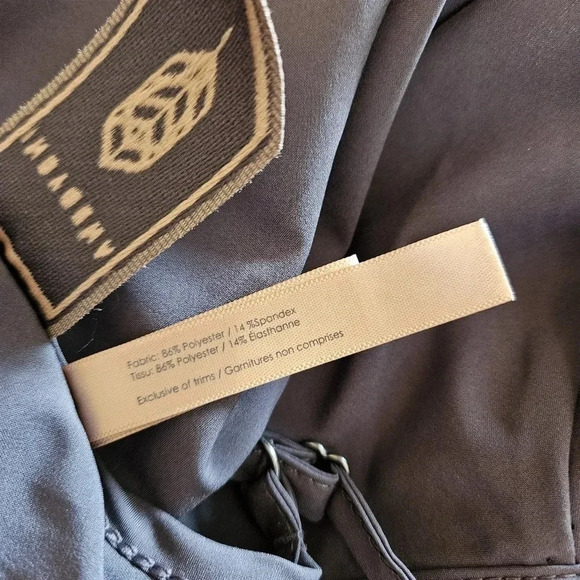 Fabric: 86% Polyester / 14 %Spandex
Tissu: 86% Polyester / 14% Élasthanne
Exclusive of trims / Garnitures non comprises